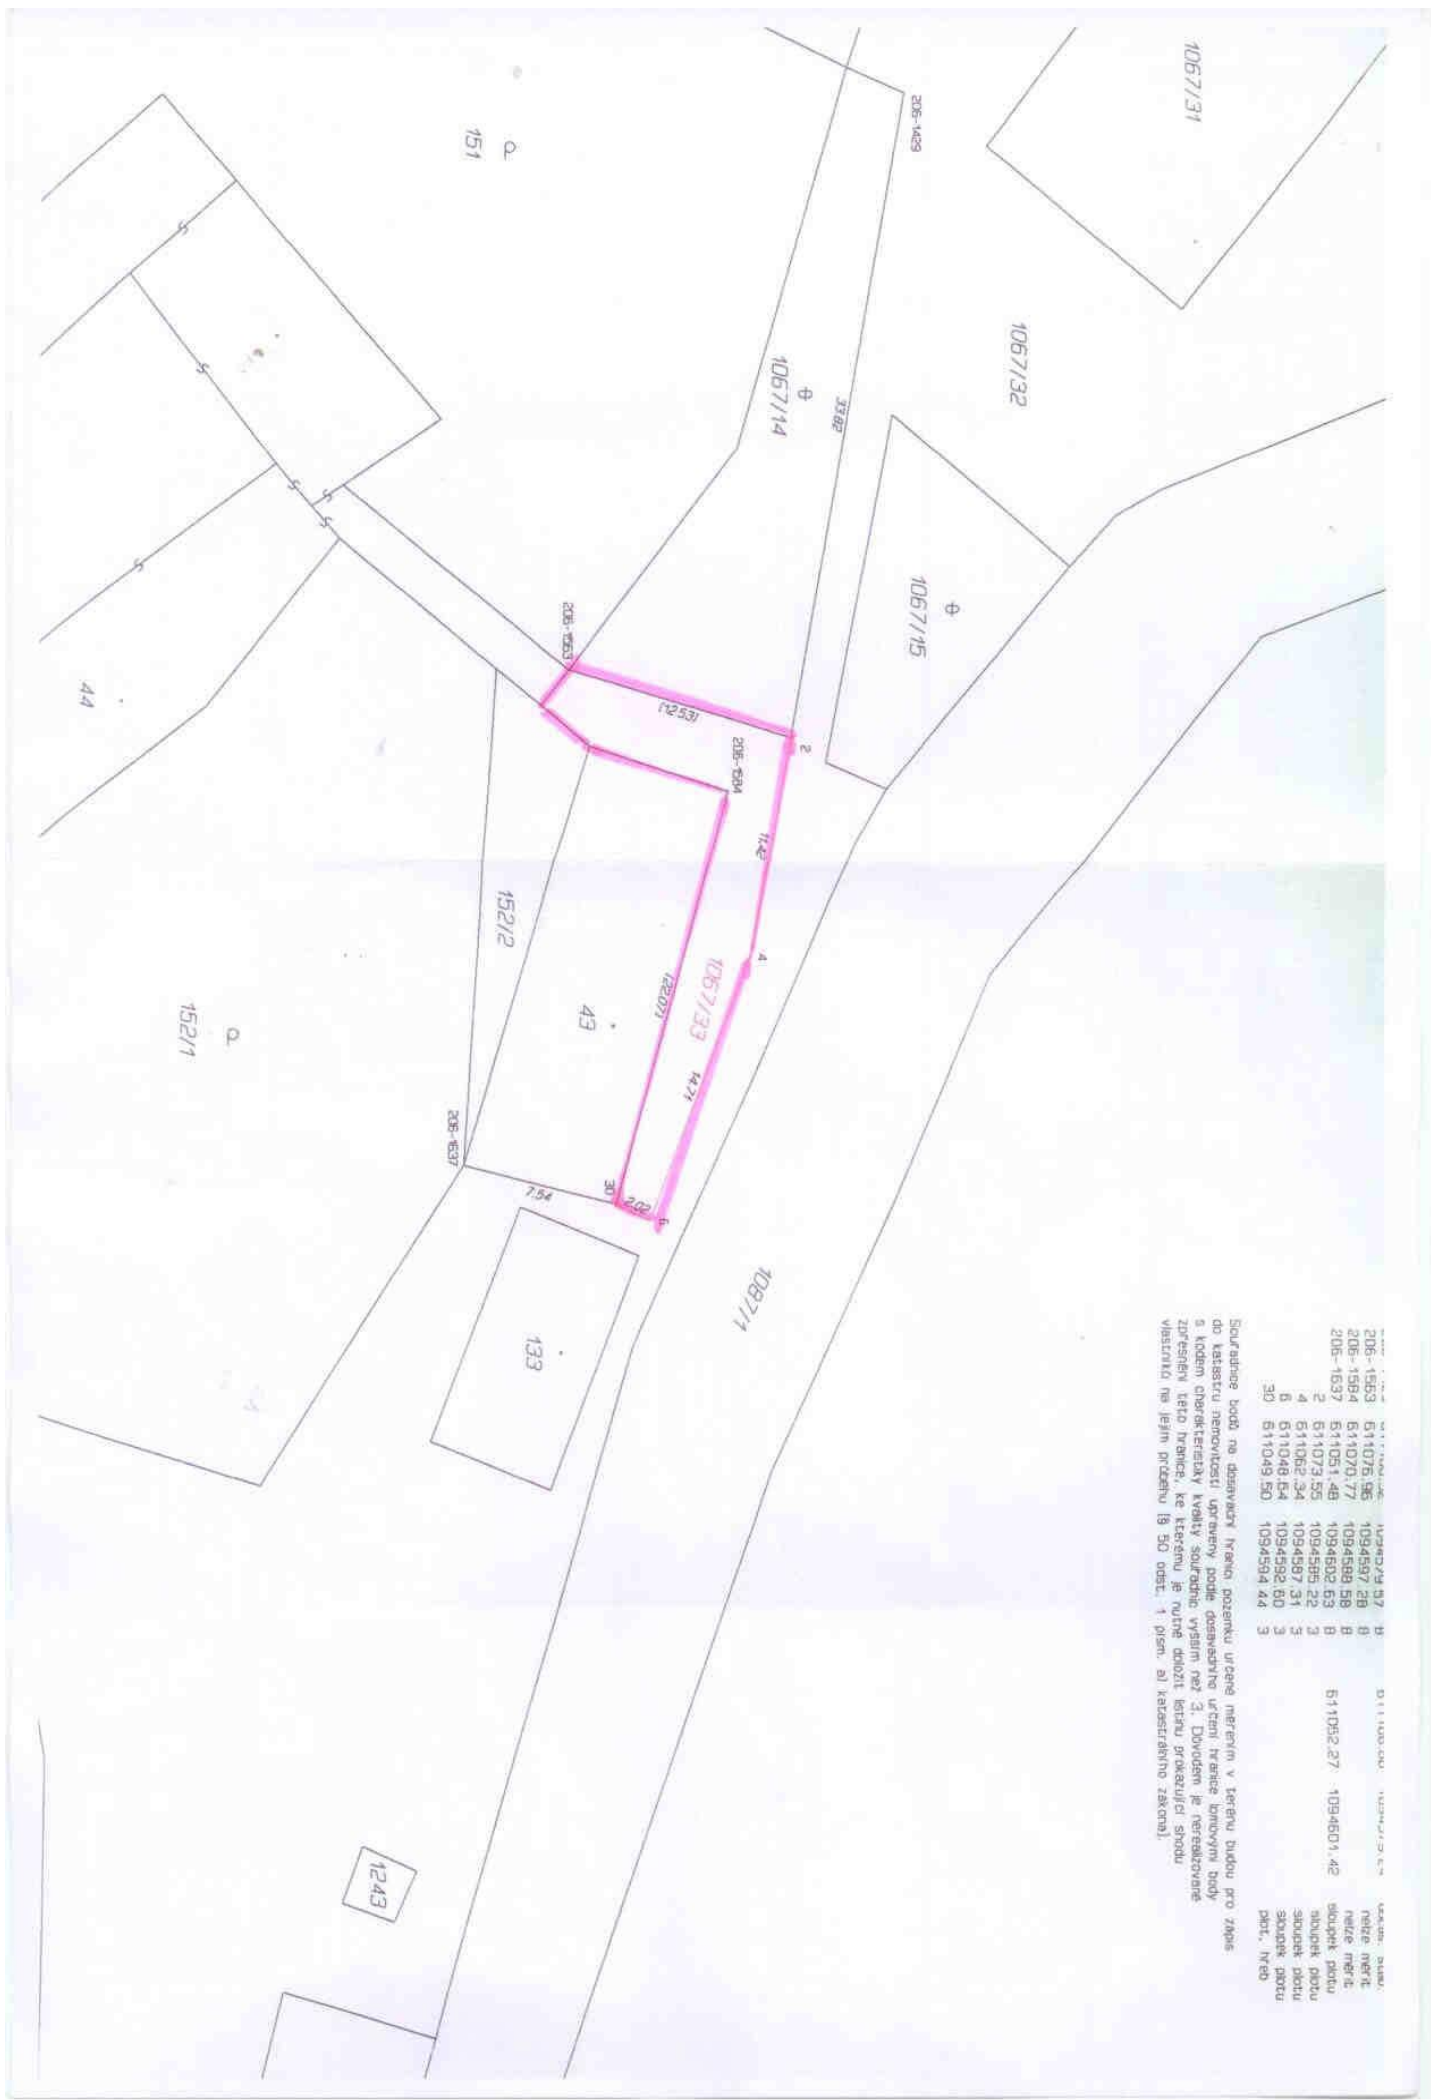 1067/31
206-1429
151
1067/32
1067/14
33.82
1067/15
206-1563
44
(12.53)
2
206-1584
11.42
4
152/2
1067/33
(22.07)
43
14.71
152/1
206-1637
7.54
30
2.02
6
1087/1
133
1243
206-1563 611076.96 1094597.28 8 nelze měřit
206-1584 611070.77 1094588.58 8 nelze měřit
206-1637 611051.48 1094602.63 8 611052.27 1094601.42 sloupek plotu
2 611073.55 1094585.22 3 sloupek plotu
4 611062.34 1094587.31 3 sloupek plotu
6 611048.54 1094592.60 3 sloupek plotu
30 611049.50 1094594.44 3 plot, hřeb
Souřadnice bodů na dosavadní hranici pozemku určené měřením v terénu budou pro zápis
do katastru nemovitostí upraveny podle dosavadního určení hranice lomovými body
s kódem charakteristiky kvality souřadnic vyšším než 3. Důvodem je nerealizované
zpřesnění této hranice, ke kterému je nutné doložit listinu prokazující shodu
vlastníků na jejím průběhu (§ 50 odst. 1 písm. a) katastrálního zákona).